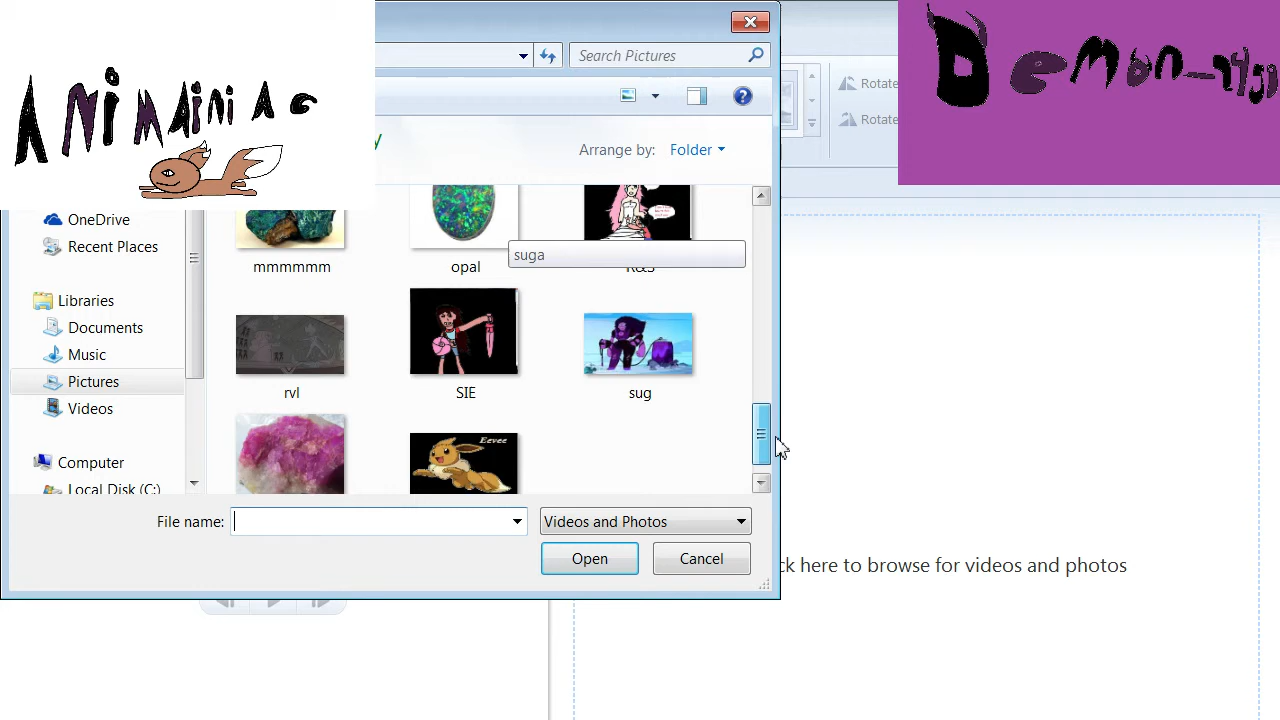 ANiMAiNiAC
DEMON_2450
Search Pictures
Rotate
Arrange by: Folder
Rotate
OneDrive
Recent Places
mmmmmm
opal
suga
Libraries
Documents
Music
Pictures
Videos
rvl
SIE
sug
Computer
Local Disk (C:)
Eevee
File name:
Videos and Photos
Open
Cancel
ck here to browse for videos and photos